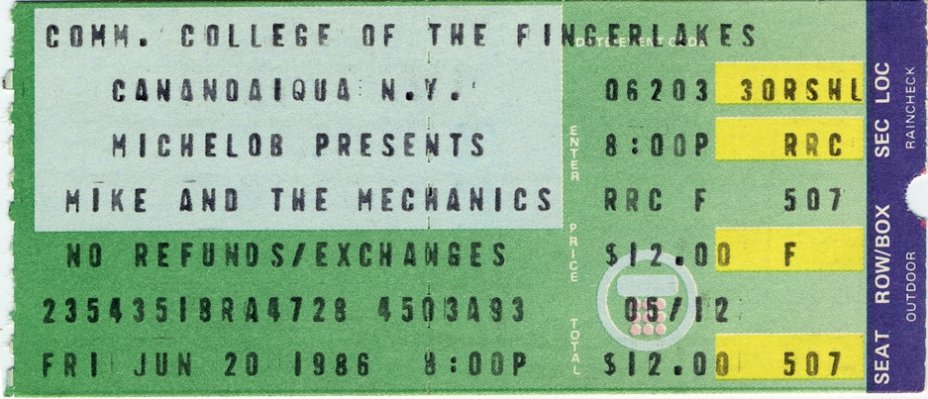 COMM. COLLEGE OF THE FINGERLAKES
CANANDAIQUA N.Y. 06203 30RSHL
MICHELOB PRESENTS 8:00P RRC
MIKE AND THE MECHANICS RRC F 507
NO REFUNDS/EXCHANGES $12.00 F
23543518RA4728 4503A93 05/12
FRI JUN 20 1986 8:00P $12.00 507
ENTER PRICE TOTAL
SEAT ROW/BOX SEC LOC
OUTDOOR RAINCHECK